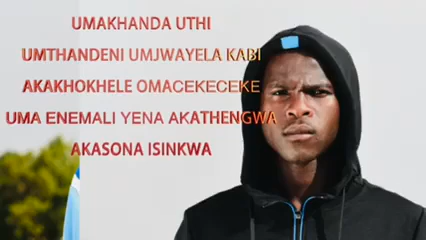 UMAKHANDA UTHI
UMTHANDENI UMJWAYELA KABI
AKAKHOKHELE OMACEKECEKE
UMA ENEMALI YENA AKATHENGWA
AKASONA ISINKWA